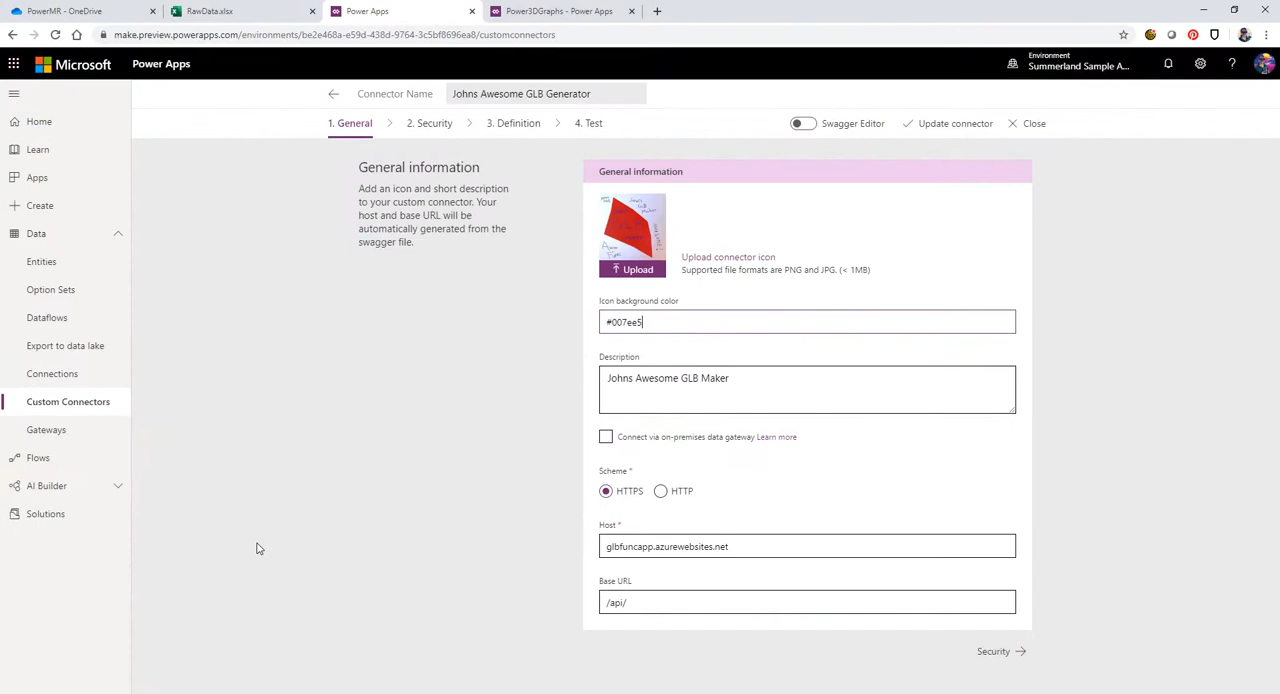 PowerMR - OneDrive
RawData.xlsx
Power Apps
Power3DGraphs - Power Apps
make.preview.powerapps.com/environments/be2e468a-e59d-438d-9764-3c5bf8696ea8/customconnectors
Microsoft
Power Apps
Environment
Summerland Sample A...
Connector Name
Johns Awesome GLB Generator
1. General
2. Security
3. Definition
4. Test
Swagger Editor
Update connector
Close
Home
Learn
Apps
Create
Data
Entities
Option Sets
Dataflows
Export to data lake
Connections
Custom Connectors
Gateways
Flows
AI Builder
Solutions
General information
Add an icon and short description
to your custom connector. Your
host and base URL will be
automatically generated from the
swagger file.
General information
Upload
Upload connector icon
Supported file formats are PNG and JPG. (< 1MB)
Icon background color
#007ee5
Description
Johns Awesome GLB Maker
Connect via on-premises data gateway Learn more
Scheme *
HTTPS
HTTP
Host *
glbfuncapp.azurewebsites.net
Base URL
/api/
Security